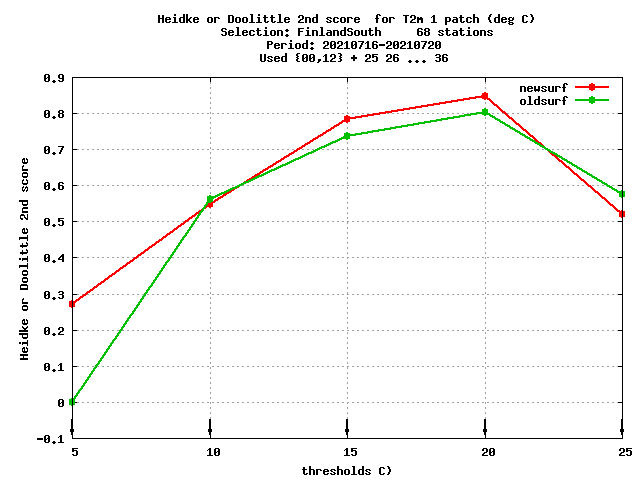 Heidke or Doolittle 2nd score  for T2m 1 patch (deg C)
Selection: FinlandSouth     68 stations
Period: 20210716-20210720
Used {00,12} + 25 26 ... 36
newsurf
oldsurf
Heidke or Doolittle 2nd score
0.9
0.8
0.7
0.6
0.5
0.4
0.3
0.2
0.1
0
-0.1
5 10 15 20 25
thresholds C)